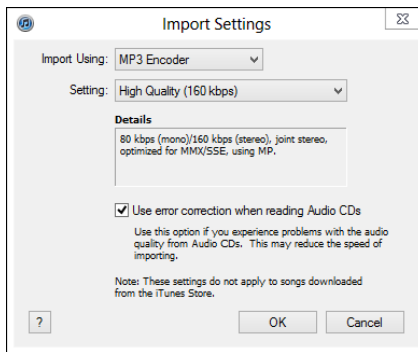 Import Settings
Import Using: MP3 Encoder
Setting: High Quality (160 kbps)
Details
80 kbps (mono)/160 kbps (stereo), joint stereo,
optimized for MMX/SSE, using MP.
Use error correction when reading Audio CDs
Use this option if you experience problems with the audio
quality from Audio CDs. This may reduce the speed of
importing.
Note: These settings do not apply to songs downloaded
from the iTunes Store.
? OK Cancel